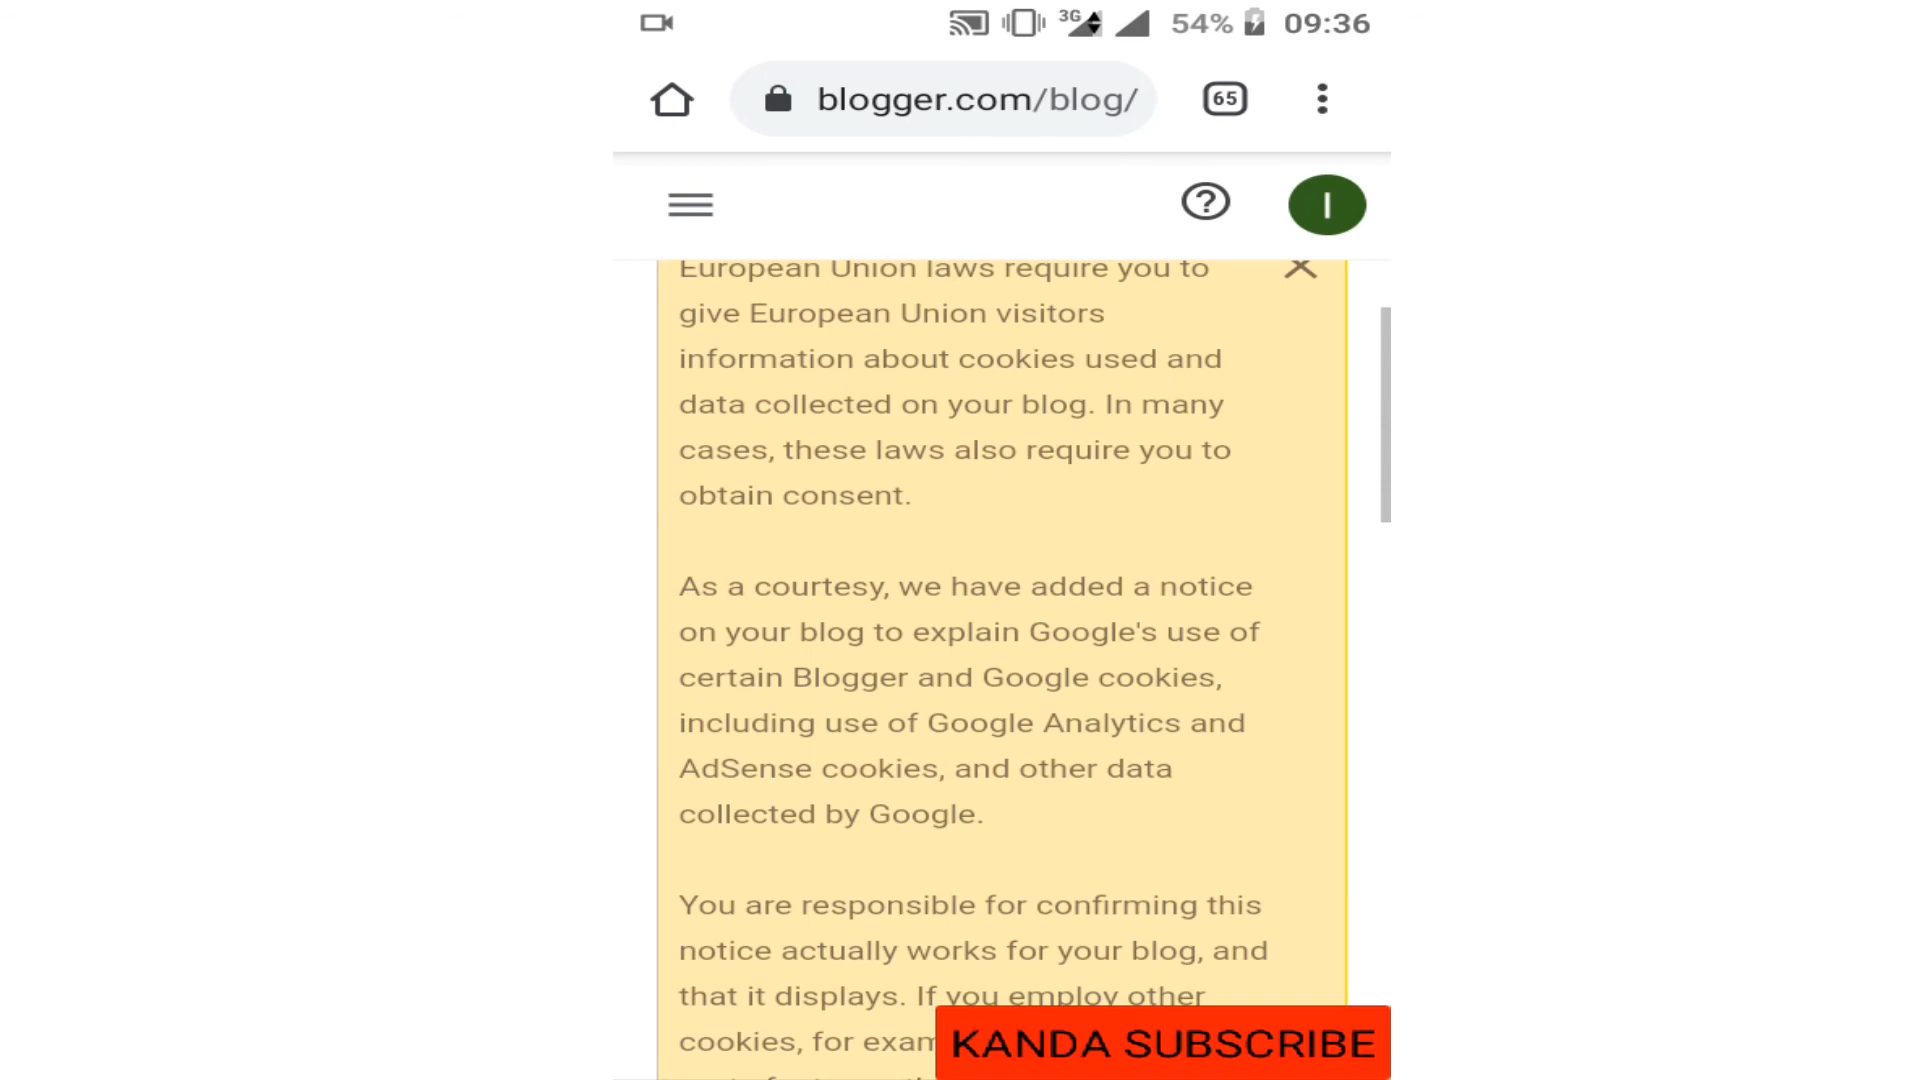 3G 54% 09:36
blogger.com/blog/ 65
I
European Union laws require you to
give European Union visitors
information about cookies used and
data collected on your blog. In many
cases, these laws also require you to
obtain consent.
As a courtesy, we have added a notice
on your blog to explain Google's use of
certain Blogger and Google cookies,
including use of Google Analytics and
AdSense cookies, and other data
collected by Google.
You are responsible for confirming this
notice actually works for your blog, and
that it displays. If you employ other
cookies, for
KANDA SUBSCRIBE